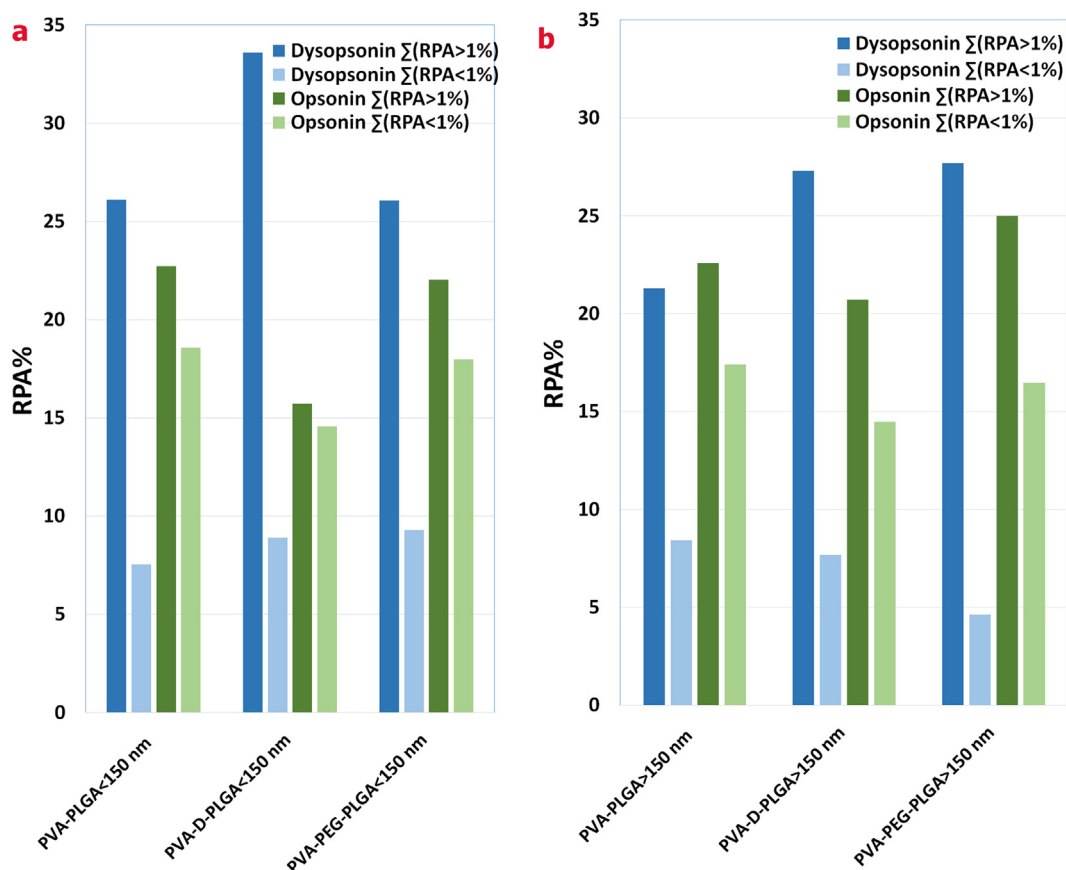 a
35
30
25
20
15
10
5
0
RPA%
Dysopsonin ∑(RPA>1%)
Dysopsonin ∑(RPA<1%)
Opsonin ∑(RPA>1%)
Opsonin ∑(RPA<1%)
PVA-PLGA<150 nm
PVA-D-PLGA<150 nm
PVA-PEG-PLGA<150 nm
b
35
30
25
20
15
10
5
0
RPA%
Dysopsonin ∑(RPA>1%)
Dysopsonin ∑(RPA<1%)
Opsonin ∑(RPA>1%)
Opsonin ∑(RPA<1%)
PVA-PLGA>150 nm
PVA-D-PLGA>150 nm
PVA-PEG-PLGA>150 nm